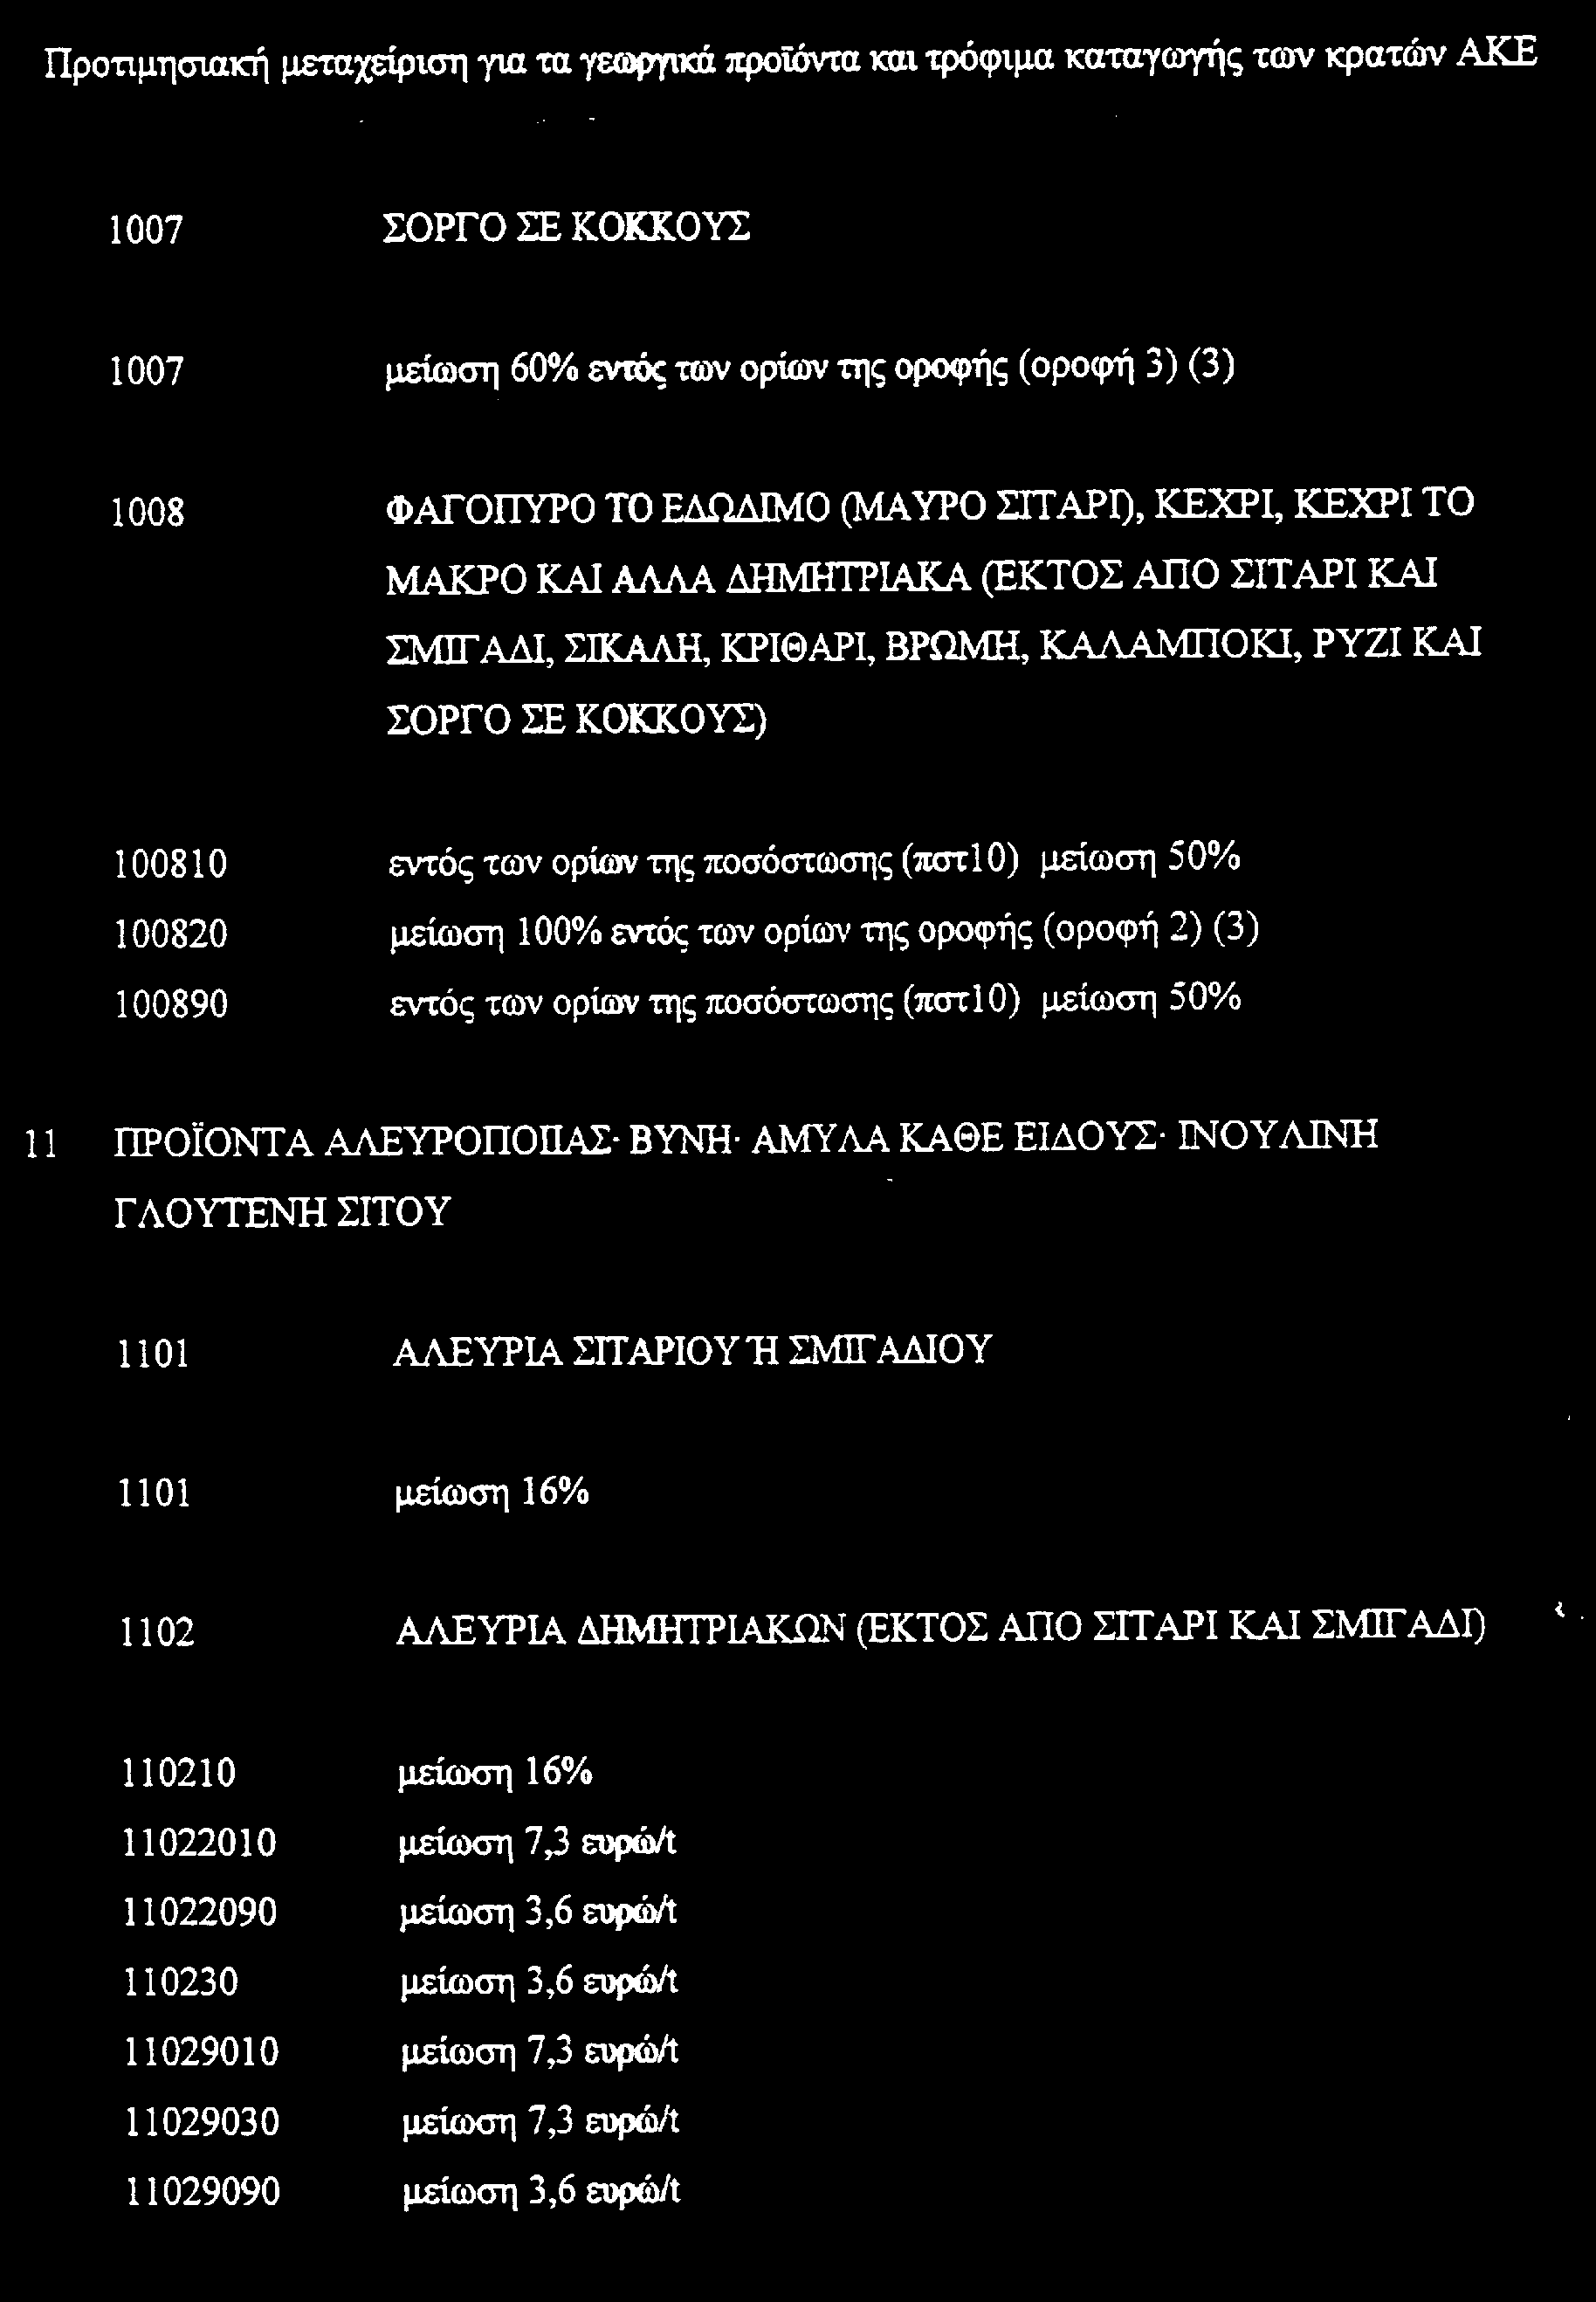 Προτιμησιακή μεταχείριση για τα γεωργικά προϊόντα και τρόφιμα καταγωγής των κρατών ΑΚΕ
1007 ΣΟΡΓΟ ΣΕ ΚΟΚΚΟΥΣ
1007 μείωση 60% εντός των ορίων της οροφής (οροφή 3) (3)
1008 ΦΑΓΟΠΥΡΟ ΤΟ ΕΔΩΔΙΜΟ (ΜΑΥΡΟ ΣΙΤΑΡΙ), ΚΕΧΡΙ, ΚΕΧΡΙ ΤΟ
ΜΑΚΡΟ ΚΑΙ ΑΛΛΑ ΔΗΜΗΤΡΙΑΚΑ (ΕΚΤΟΣ ΑΠΟ ΣΙΤΑΡΙ ΚΑΙ
ΣΜΙΓΑΔΙ, ΣΙΚΑΛΗ, ΚΡΙΘΑΡΙ, ΒΡΩΜΗ, ΚΑΛΑΜΠΟΚΙ, ΡΥΖΙ ΚΑΙ
ΣΟΡΓΟ ΣΕ ΚΟΚΚΟΥΣ)
100810 εντός των ορίων της ποσόστωσης (ποτ10) μείωση 50%
100820 μείωση 100% εντός των ορίων της οροφής (οροφή 2) (3)
100890 εντός των ορίων της ποσόστωσης (ποτ10) μείωση 50%
11 ΠΡΟΪΟΝΤΑ ΑΛΕΥΡΟΠΟΙΙΑΣ· ΒΥΝΗ· ΑΜΥΛΑ ΚΑΘΕ ΕΙΔΟΥΣ· ΙΝΟΥΛΙΝΗ
ΓΛΟΥΤΕΝΗ ΣΙΤΟΥ
1101 ΑΛΕΥΡΙΑ ΣΙΤΑΡΙΟΥ Ή ΣΜΙΓΑΔΙΟΥ
1101 μείωση 16%
1102 ΑΛΕΥΡΙΑ ΔΗΜΗΤΡΙΑΚΩΝ (ΕΚΤΟΣ ΑΠΟ ΣΙΤΑΡΙ ΚΑΙ ΣΜΙΓΑΔΙ)
110210 μείωση 16%
11022010 μείωση 7,3 ευρώ/t
11022090 μείωση 3,6 ευρώ/t
110230 μείωση 3,6 ευρώ/t
11029010 μείωση 7,3 ευρώ/t
11029030 μείωση 7,3 ευρώ/t
11029090 μείωση 3,6 ευρώ/t